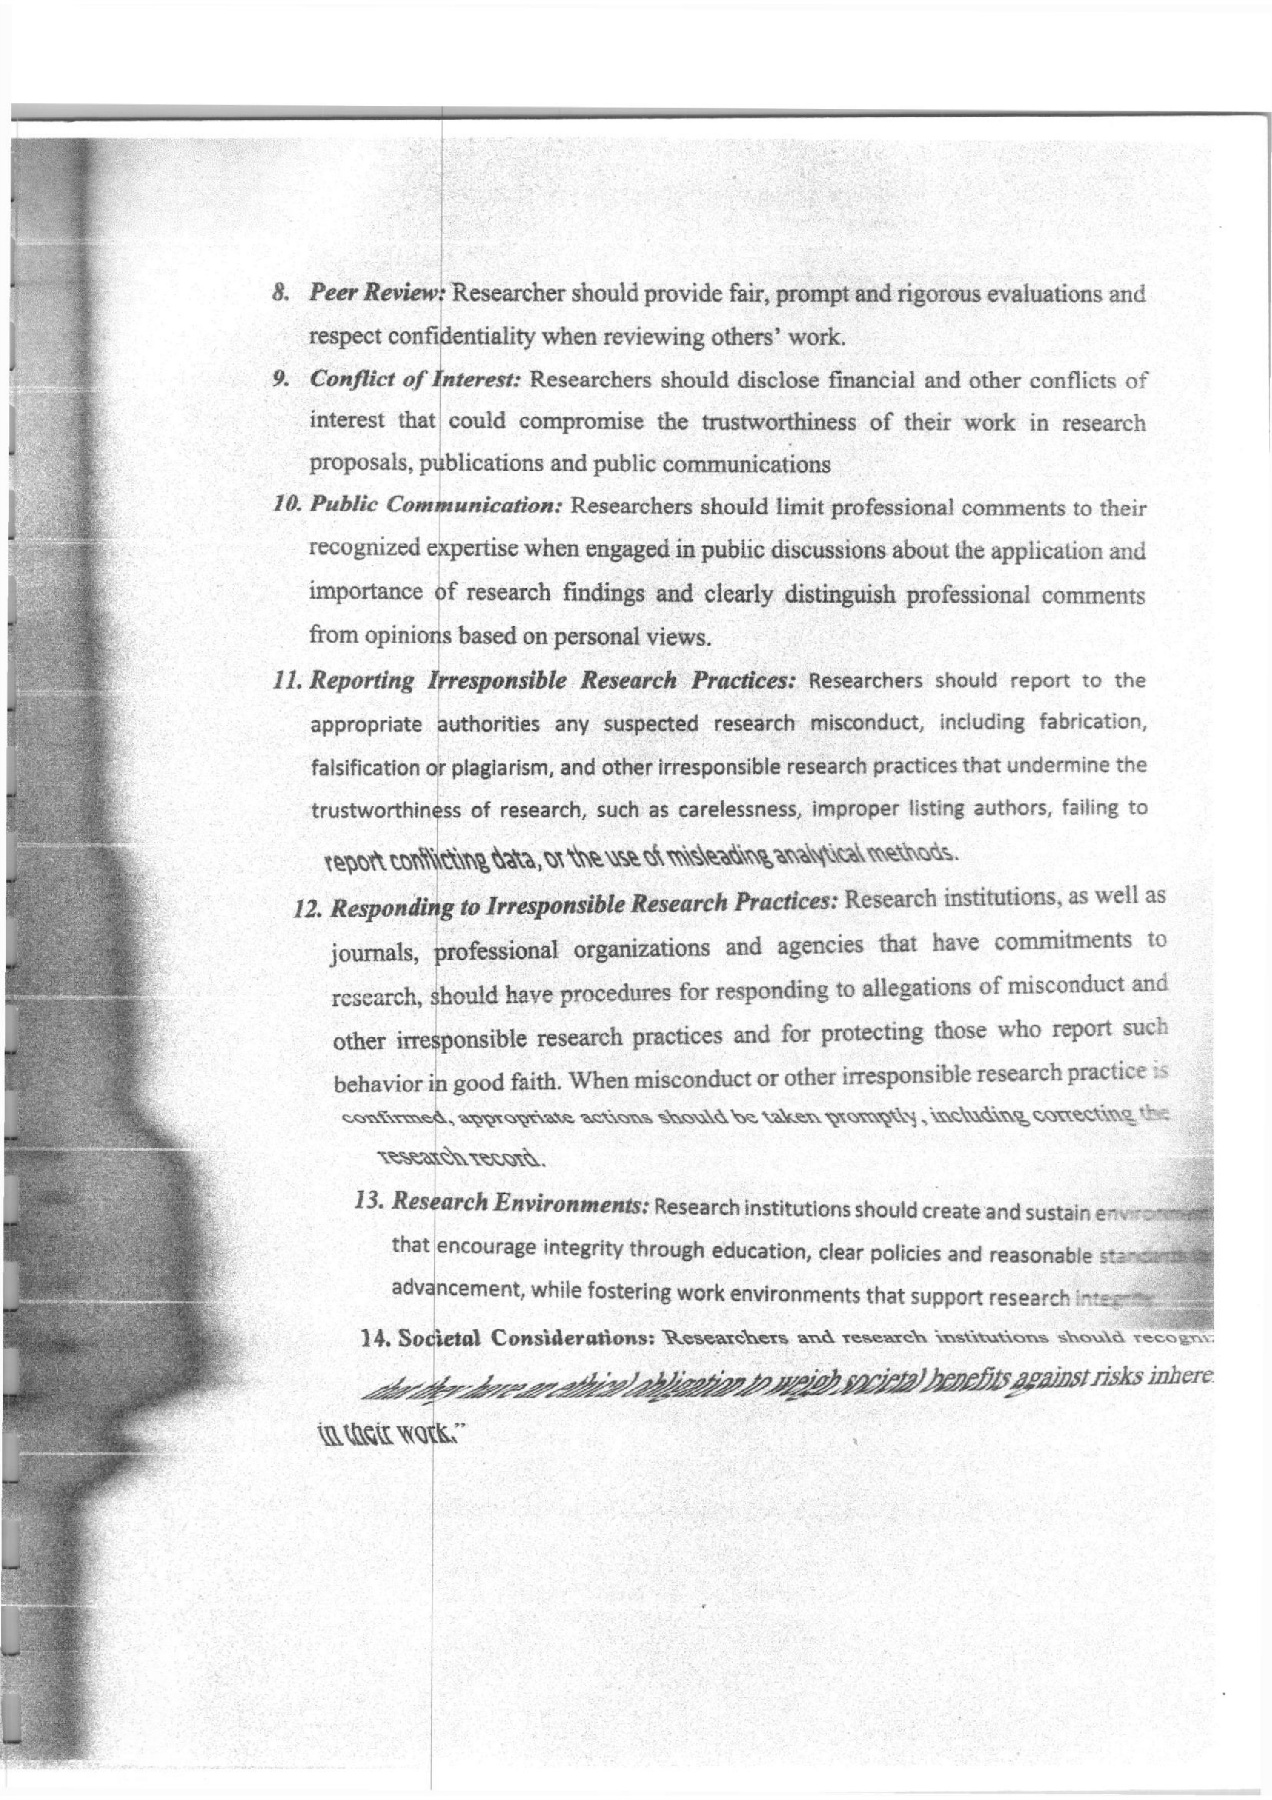 8. Peer Review: Researcher should provide fair, prompt and rigorous evaluations and
respect confidentiality when reviewing others' work.
9. Conflict of Interest: Researchers should disclose financial and other conflicts of
interest that could compromise the trustworthiness of their work in research
proposals, publications and public communications
10. Public Communication: Researchers should limit professional comments to their
recognized expertise when engaged in public discussions about the application and
importance of research findings and clearly distinguish professional comments
from opinions based on personal views.
11. Reporting Irresponsible Research Practices: Researchers should report to the
appropriate authorities any suspected research misconduct, including fabrication,
falsification or plagiarism, and other irresponsible research practices that undermine the
trustworthiness of research, such as carelessness, improper listing authors, failing to
report conflicting data, or the use of misleading analytical methods.
12. Responding to Irresponsible Research Practices: Research institutions, as well as
journals, professional organizations and agencies that have commitments to
research, should have procedures for responding to allegations of misconduct and
other irresponsible research practices and for protecting those who report such
behavior in good faith. When misconduct or other irresponsible research practice is
confirmed, appropriate actions should be taken promptly, including correcting the
research record.
13. Research Environments: Research institutions should create and sustain
that encourage integrity through education, clear policies and reasonable
advancement, while fostering work environments that support research integrity
14. Societal Considerations: Researchers and research institutions should recogni
an ethical obligation to weigh societal benefits against risks inhere
in their work."